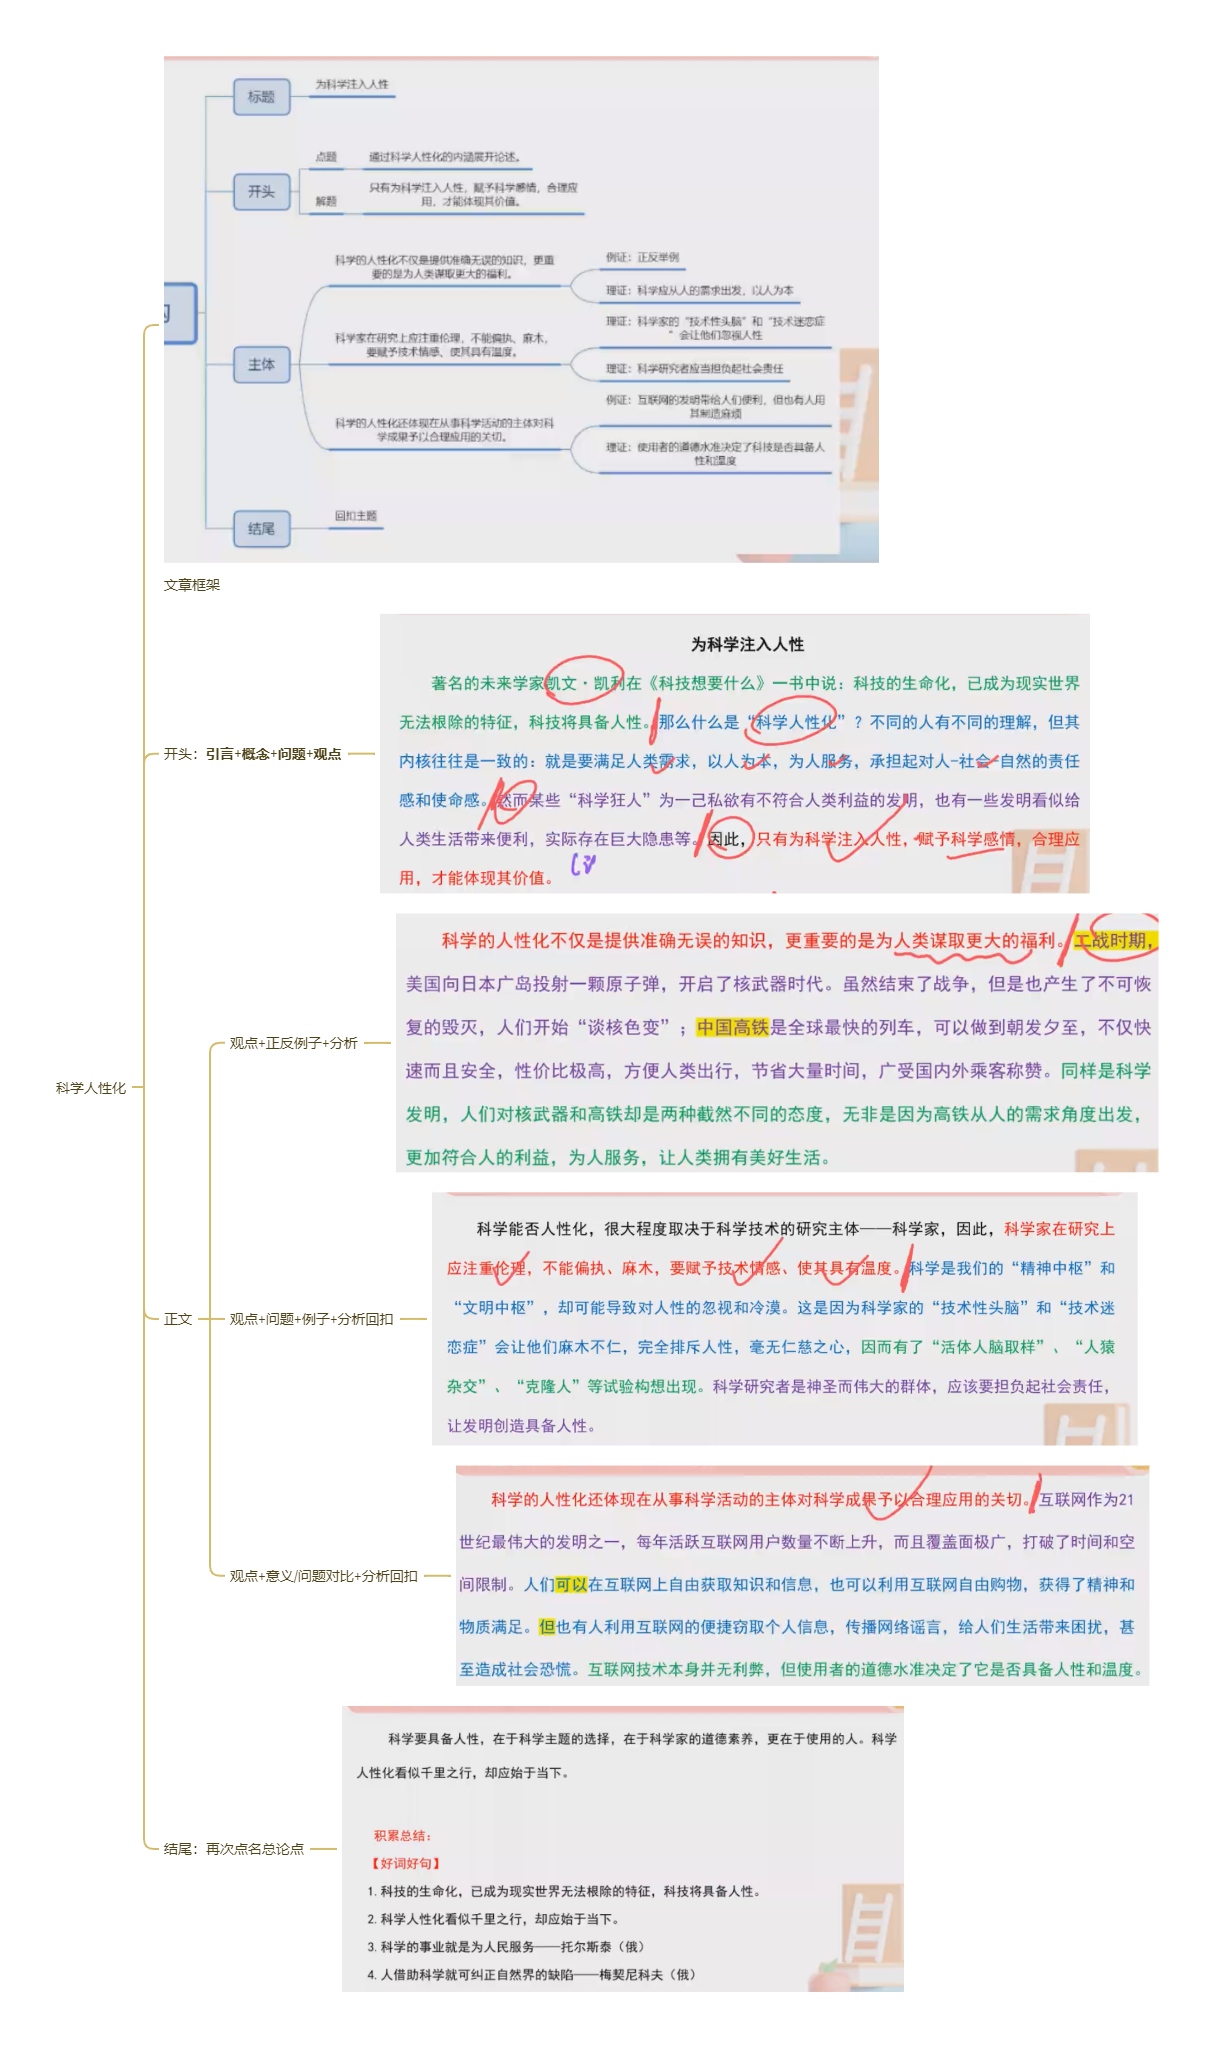 标题
为科学注入人性
开头
点题
通过科学人性化的内涵展开论述。
解题
只有为科学注入人性，赋予科学感情，合理应
用，才能体现其价值。
主体
科学的人性化不仅是提供准确无误的知识，更重
要的是为人类谋取更大的福利。
例证：正反举例
理证：科学应从人的需求出发，以人为本
科学家在研究上应注重伦理，不能偏执、麻木，
要赋予技术情感、使其具有温度。
理证：科学家的“技术性头脑”和“技术迷恋症
”会让他们忽视人性
理证：科学研究者应当担负起社会责任
科学的人性化还体现在从事科学活动的主体对科
学成果予以合理应用的关切。
例证：互联网的发明带给人们便利，但也有人用
其制造麻烦
理证：使用者的道德水准决定了科技是否具备人
性和温度
结尾
回扣主题
文章框架
科学人性化
开头：引言+概念+问题+观点
为科学注入人性
著名的未来学家凯文·凯利在《科技想要什么》一书中说：科技的生命化，已成为现实世界
无法根除的特征，科技将具备人性。那么什么是“科学人性化”？不同的人有不同的理解，但其
内核往往是一致的：就是要满足人类需求，以人为本，为人服务，承担起对人-社会-自然的责任
感和使命感。然而某些“科学狂人”为一己私欲有不符合人类利益的发明，也有一些发明看似给
人类生活带来便利，实际存在巨大隐患等。因此，只有为科学注入人性，赋予科学感情，合理应
用，才能体现其价值。
正文
观点+正反例子+分析
科学的人性化不仅是提供准确无误的知识，更重要的是为人类谋取更大的福利。二战时期，
美国向日本广岛投射一颗原子弹，开启了核武器时代。虽然结束了战争，但是也产生了不可恢
复的毁灭，人们开始“谈核色变”；中国高铁是全球最快的列车，可以做到朝发夕至，不仅快
速而且安全，性价比极高，方便人类出行，节省大量时间，广受国内外乘客称赞。同样是科学
发明，人们对核武器和高铁却是两种截然不同的态度，无非是因为高铁从人的需求角度出发，
更加符合人的利益，为人服务，让人类拥有美好生活。
观点+问题+例子+分析回扣
科学能否人性化，很大程度取决于科学技术的研究主体——科学家，因此，科学家在研究上
应注重伦理，不能偏执、麻木，要赋予技术情感、使其具有温度。科学是我们的“精神中枢”和
“文明中枢”，却可能导致对人性的忽视和冷漠。这是因为科学家的“技术性头脑”和“技术迷
恋症”会让他们麻木不仁，完全排斥人性，毫无仁慈之心，因而有了“活体人脑取样”、“人猿
杂交”、“克隆人”等试验构想出现。科学研究者是神圣而伟大的群体，应该要担负起社会责任，
让发明创造具备人性。
观点+意义/问题对比+分析回扣
科学的人性化还体现在从事科学活动的主体对科学成果予以合理应用的关切。互联网作为21
世纪最伟大的发明之一，每年活跃互联网用户数量不断上升，而且覆盖面极广，打破了时间和空
间限制。人们可以在互联网上自由获取知识和信息，也可以利用互联网自由购物，获得了精神和
物质满足。但也有人利用互联网的便捷窃取个人信息，传播网络谣言，给人们生活带来困扰，甚
至造成社会恐慌。互联网技术本身并无利弊，但使用者的道德水准决定了它是否具备人性和温度。
结尾：再次点名总论点
科学要具备人性，在于科学主题的选择，在于科学家的道德素养，更在于使用的人。科学
人性化看似千里之行，却应始于当下。
积累总结：
【好词好句】
1. 科技的生命化，已成为现实世界无法根除的特征，科技将具备人性。
2. 科学人性化看似千里之行，却应始于当下。
3. 科学的事业就是为人民服务——托尔斯泰（俄）
4. 人借助科学就可纠正自然界的缺陷——梅契尼科夫（俄）